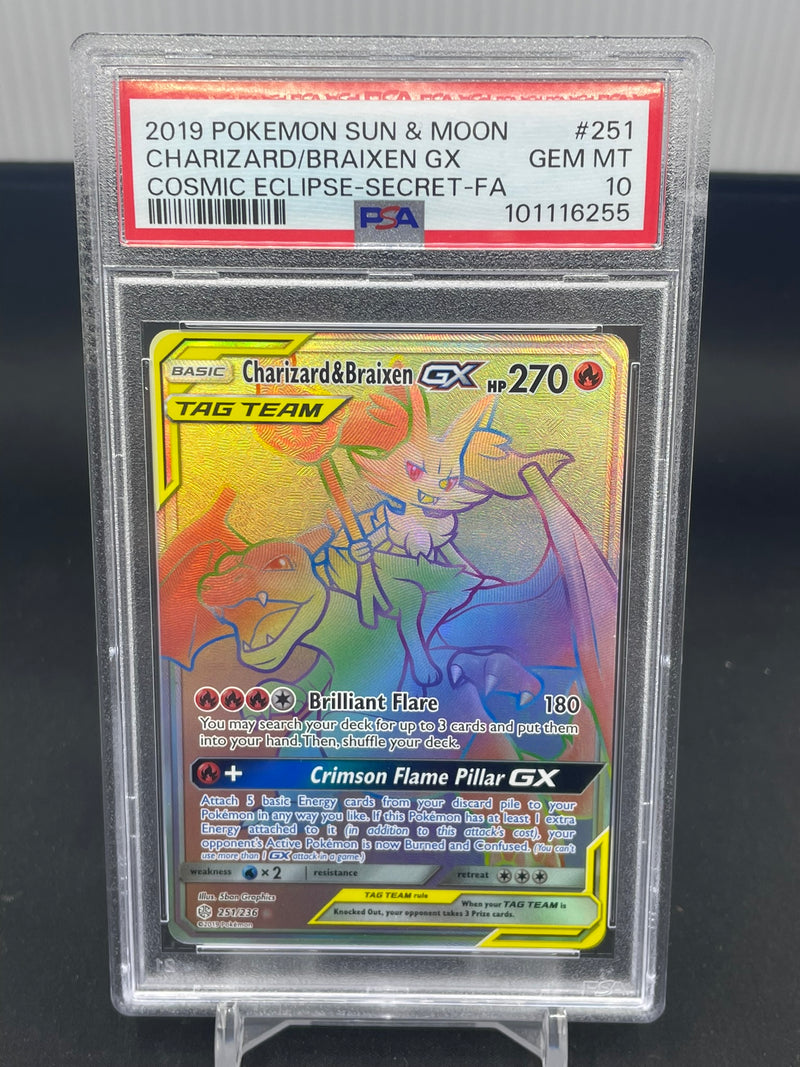 2019 POKEMON SUN & MOON #251
CHARIZARD/BRAIXEN GX GEM MT
COSMIC ECLIPSE-SECRET-FA 10
PSA 101116255
BASIC Charizard&Braixen GX HP270
TAG TEAM
Brilliant Flare 180
You may search your deck for up to 3 cards and put them
into your hand. Then, shuffle your deck.
+ Crimson Flame Pillar GX
Attach 5 basic Energy cards from your discard pile to your
Pokémon in any way you like. If this Pokémon has at least 1 extra
Energy attached to it (in addition to this attack's cost), your
opponent's Active Pokémon is now Burned and Confused. (You can't
use more than 1 GX attack in a game.)
weakness ×2 resistance retreat
Illus. 5ban Graphics
251/236
©2019 Pokémon
TAG TEAM rule
When your TAG TEAM is
Knocked Out, your opponent takes 3 Prize cards.